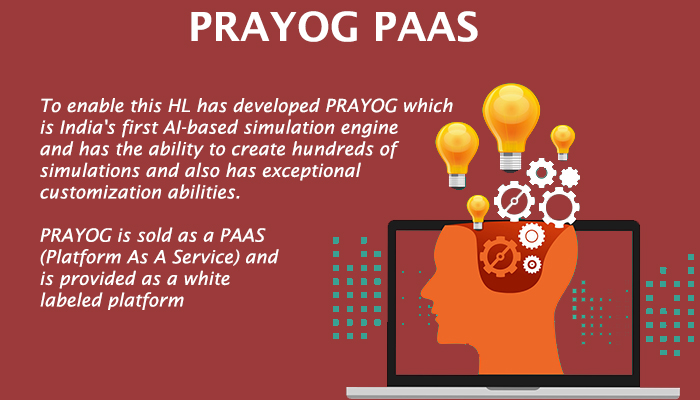 PRAYOG PAAS
To enable this HL has developed PRAYOG which
is India's first AI-based simulation engine
and has the ability to create hundreds of
simulations and also has exceptional
customization abilities.
PRAYOG is sold as a PAAS
(Platform As A Service) and
is provided as a white
labeled platform